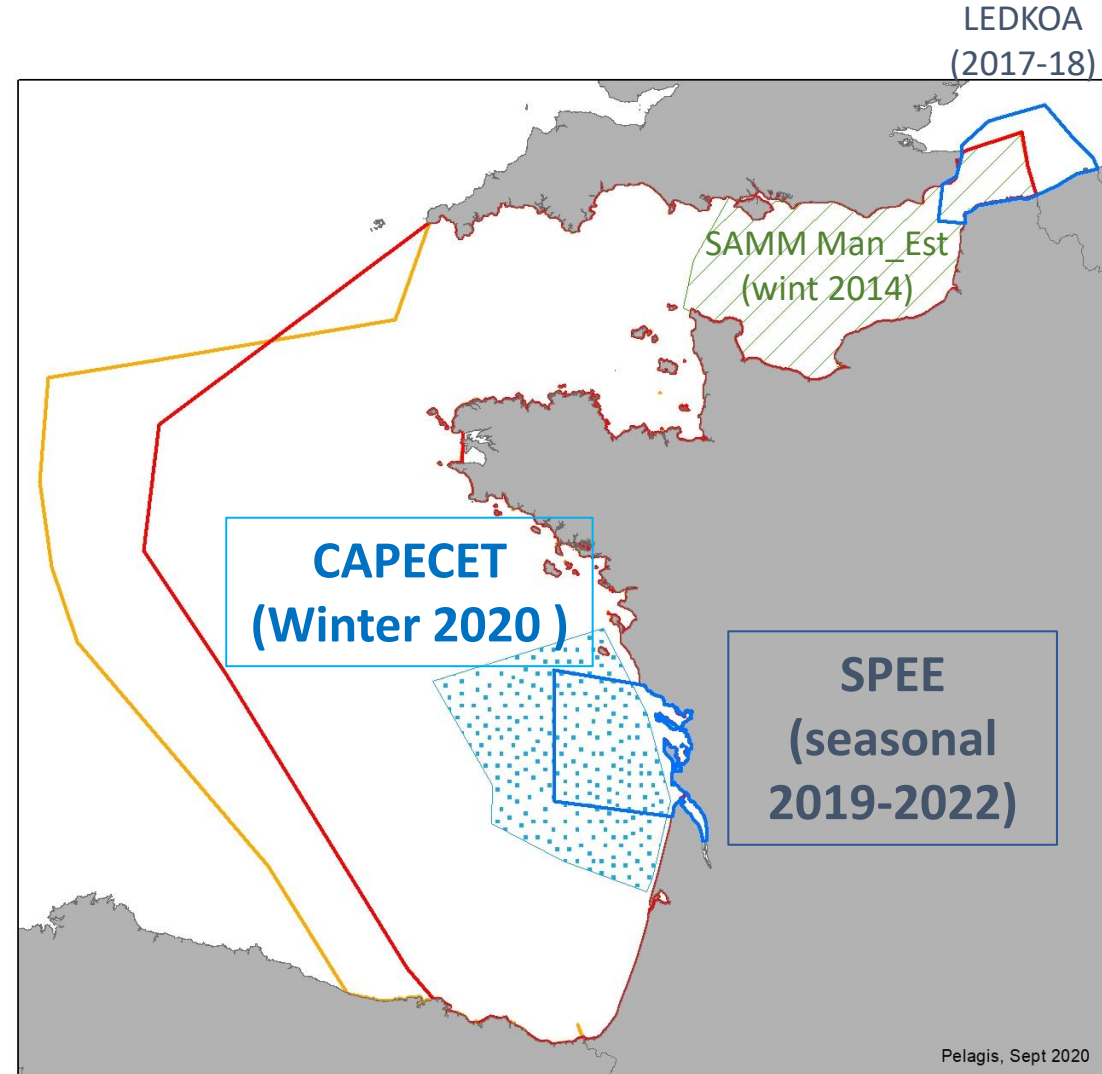 LEDKOA
(2017-18)
SAMM Man_Est
(wint 2014)
CAPECET
(Winter 2020 )
SPEE
(seasonal
2019-2022)
Pelagis, Sept 2020